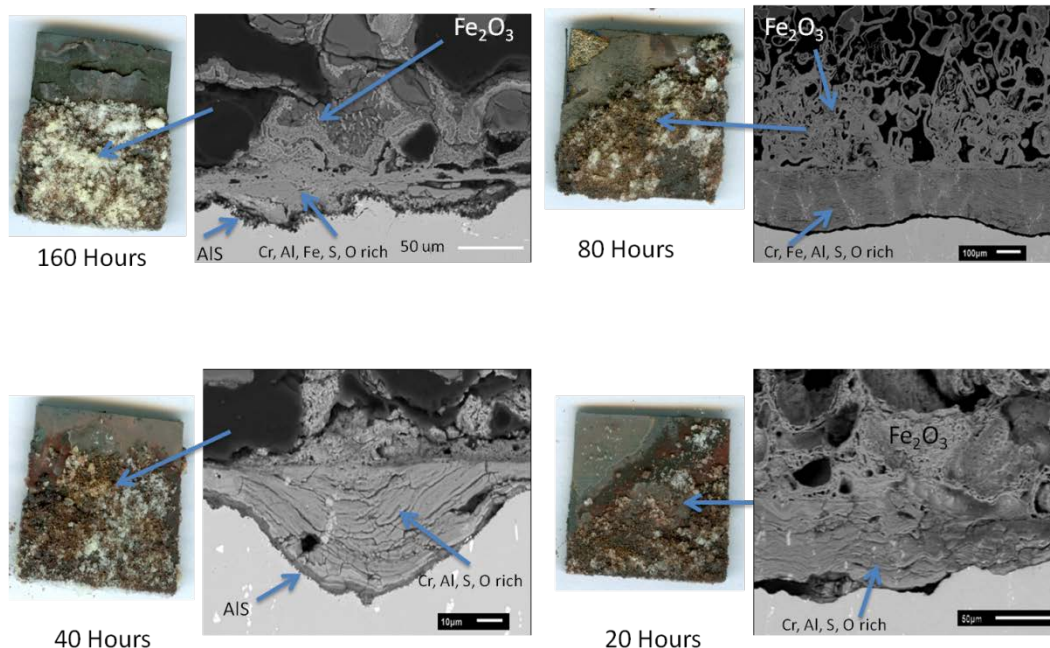 Fe₂O₃
AlS
Cr, Al, Fe, S, O rich
50 um
160 Hours
Fe₂O₃
Cr, Fe, Al, S, O rich
100µm
80 Hours
AlS
Cr, Al, S, O rich
10µm
40 Hours
Fe₂O₃
Cr, Al, S, O rich
50µm
20 Hours